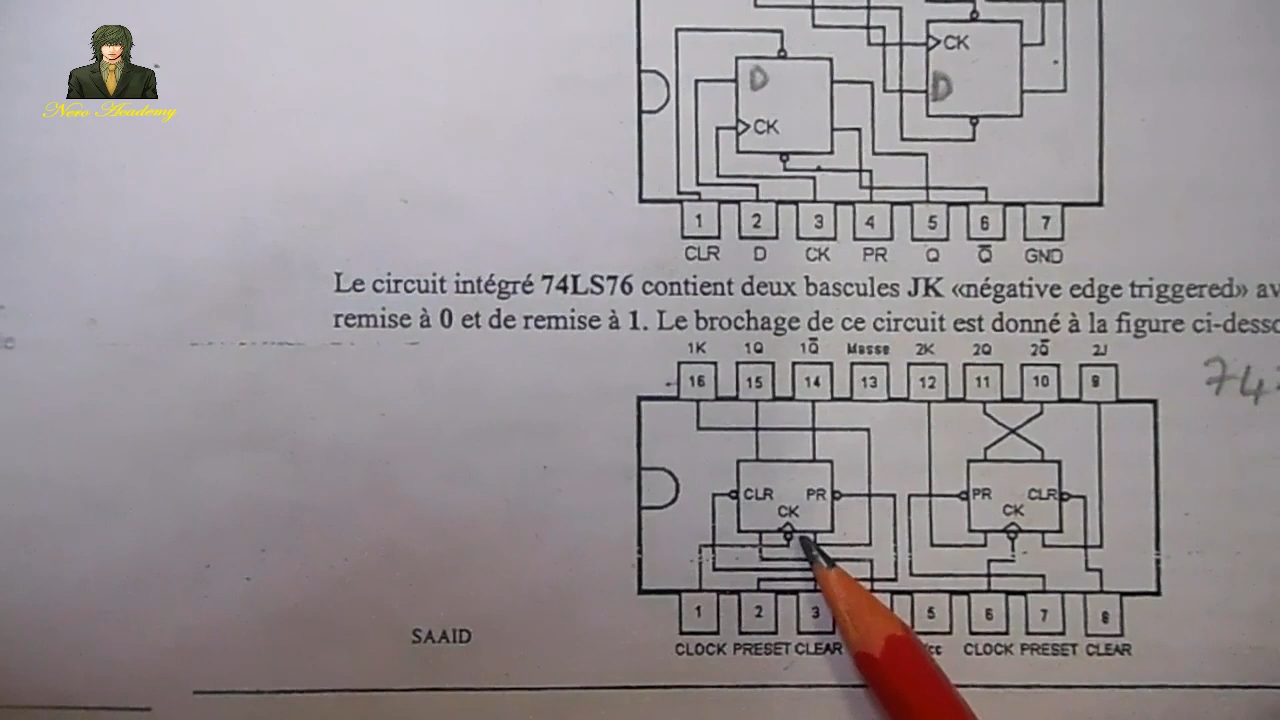 Nero Academy
CK
D
D
CK
1 2 3 4 5 6 7
CLR D CK PR Q Q̅ GND
Le circuit intégré 74LS76 contient deux bascules JK «négative edge triggered» av
remise à 0 et de remise à 1. Le brochage de ce circuit est donné à la figure ci-desso
1K 1Q 1Q̅ Masse 2K 2Q 2Q̅ 2J
16 15 14 13 12 11 10 9
74
CLR PR PR CLR
CK CK
1 2 3 5 6 7 8
CLOCK PRESET CLEAR CLOCK PRESET CLEAR
SAAID